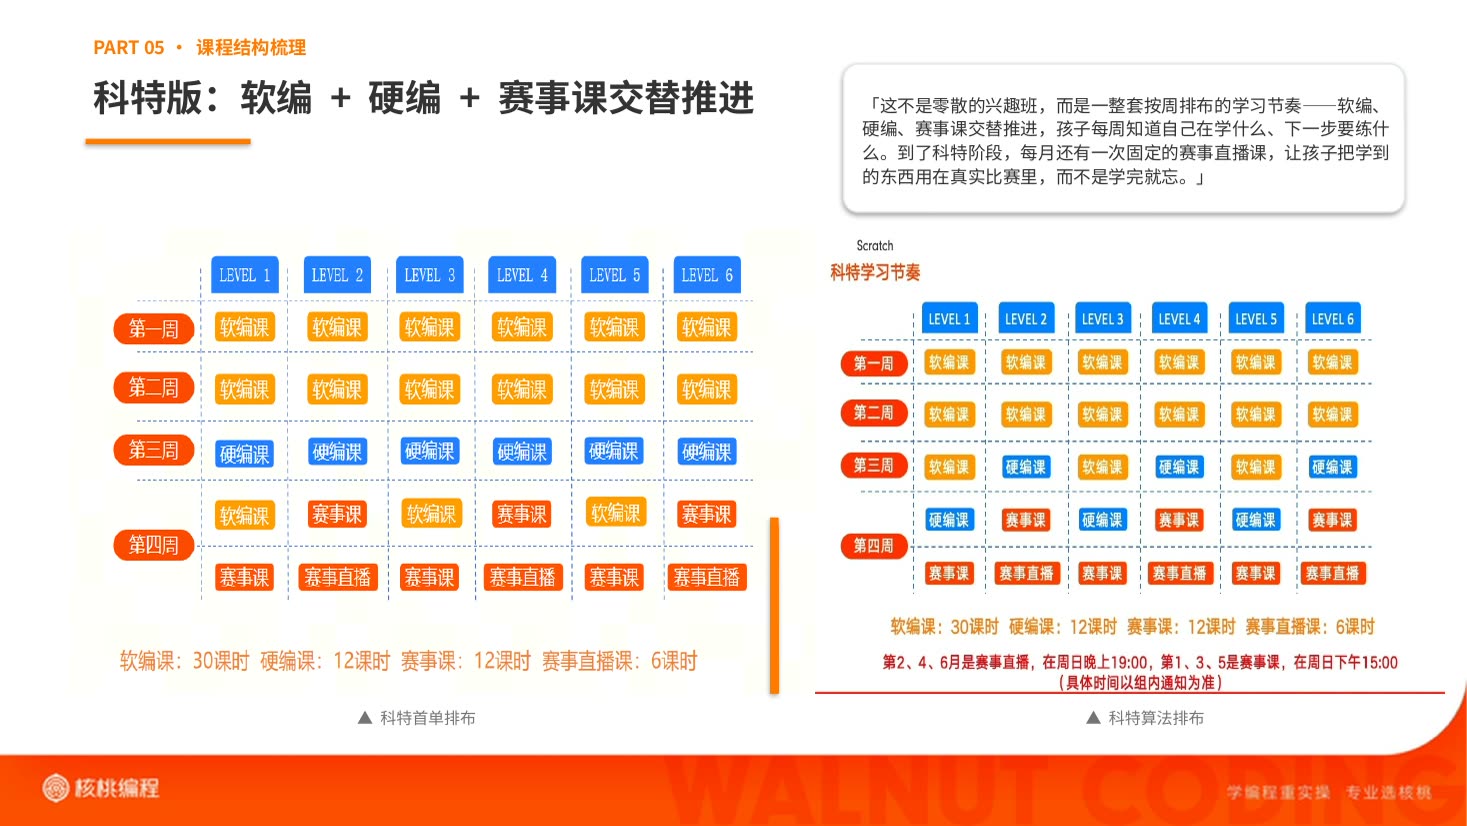 PART 05 · 课程结构梳理
科特版：软编 + 硬编 + 赛事课交替推进
「这不是零散的兴趣班，而是一整套按周排布的学习节奏——软编、
硬编、赛事课交替推进，孩子每周知道自己在学什么、下一步要练什
么。到了科特阶段，每月还有一次固定的赛事直播课，让孩子把学到
的东西用在真实比赛里，而不是学完就忘。」
LEVEL 1 LEVEL 2 LEVEL 3 LEVEL 4 LEVEL 5 LEVEL 6
第一周 软编课 软编课 软编课 软编课 软编课 软编课
第二周 软编课 软编课 软编课 软编课 软编课 软编课
第三周 硬编课 硬编课 硬编课 硬编课 硬编课 硬编课
软编课 赛事课 软编课 赛事课 软编课 赛事课
第四周
赛事课 赛事直播 赛事课 赛事直播 赛事课 赛事直播
软编课：30课时 硬编课：12课时 赛事课：12课时 赛事直播课：6课时
▲ 科特首单排布
Scratch
科特学习节奏
LEVEL 1 LEVEL 2 LEVEL 3 LEVEL 4 LEVEL 5 LEVEL 6
第一周 软编课 软编课 软编课 软编课 软编课 软编课
第二周 软编课 软编课 软编课 软编课 软编课 软编课
第三周 软编课 硬编课 软编课 硬编课 软编课 硬编课
硬编课 赛事课 硬编课 赛事课 硬编课 赛事课
第四周
赛事课 赛事直播 赛事课 赛事直播 赛事课 赛事直播
软编课：30课时 硬编课：12课时 赛事课：12课时 赛事直播课：6课时
第2、4、6月是赛事直播，在周日晚上19:00，第1、3、5是赛事课，在周日下午15:00
（具体时间以组内通知为准）
▲ 科特算法排布
核桃编程
WALNUT CODING
学编程重实操 专业选核桃